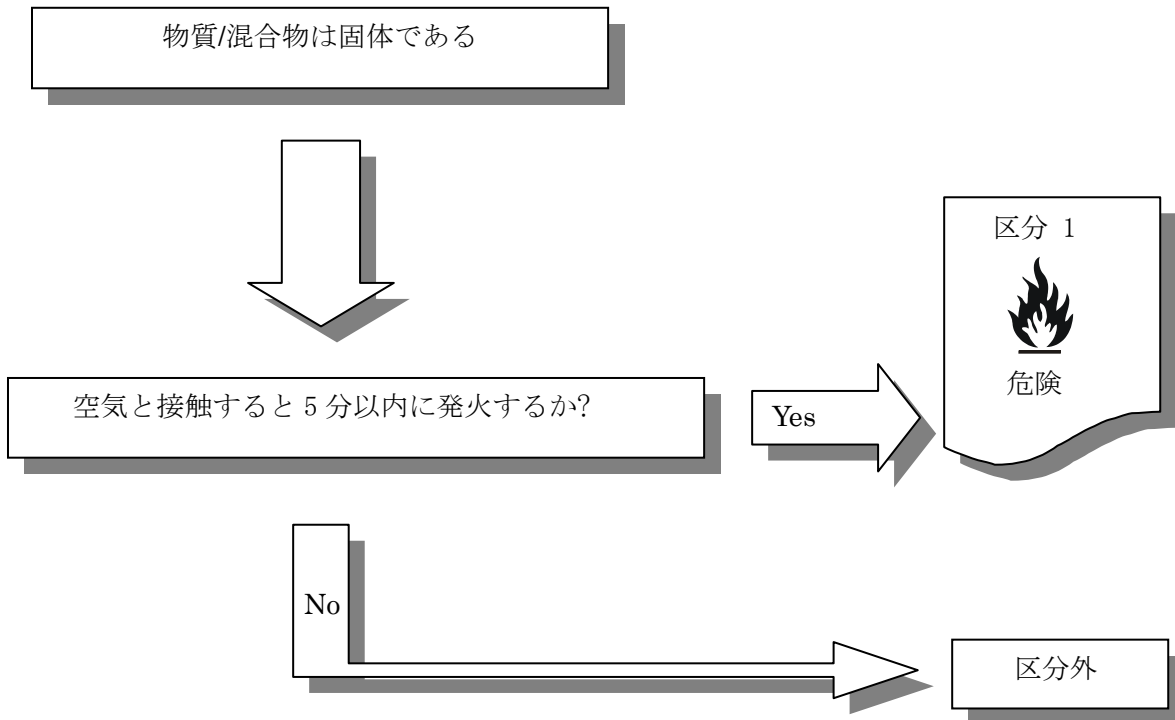 物質/混合物は固体である
空気と接触すると 5 分以内に発火するか?
Yes
区分 1
危険
No
区分外